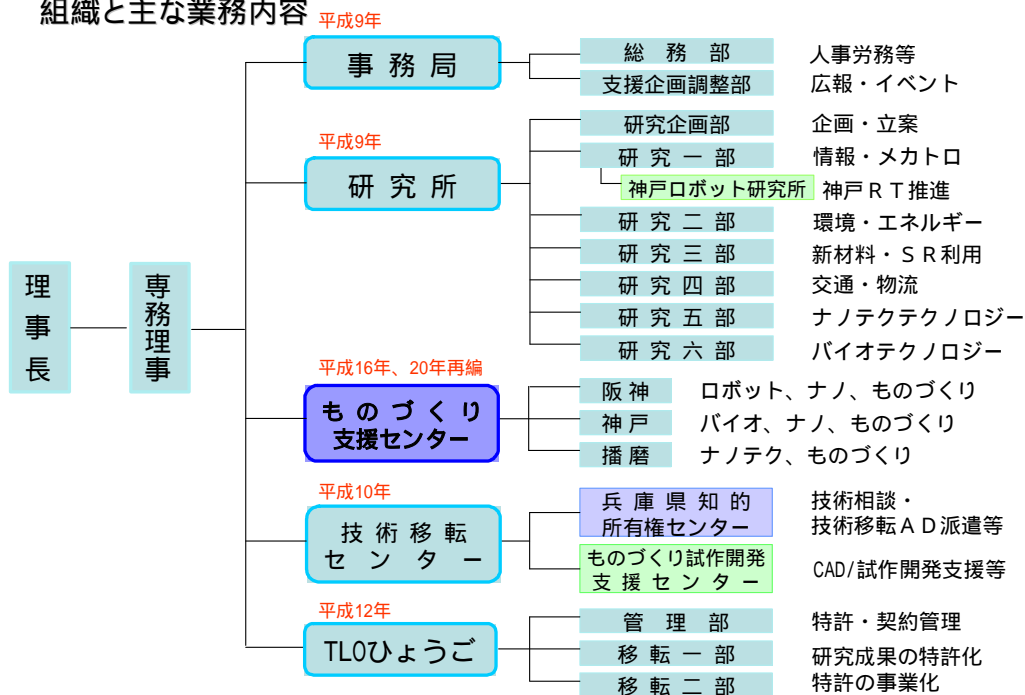 組織と主な業務内容
平成9年
事務局
総務部 人事労務等
支援企画調整部 広報・イベント
平成9年
研究所
研究企画部 企画・立案
研究一部 情報・メカトロ
神戸ロボット研究所 神戸RT推進
研究二部 環境・エネルギー
研究三部 新材料・SR利用
研究四部 交通・物流
研究五部 ナノテクテクノロジー
研究六部 バイオテクノロジー
理事長
専務理事
平成16年、20年再編
ものづくり
支援センター
阪神 ロボット、ナノ、ものづくり
神戸 バイオ、ナノ、ものづくり
播磨 ナノテク、ものづくり
平成10年
技術移転
センター
兵庫県知的
所有権センター
技術相談・
技術移転AD派遣等
ものづくり試作開発
支援センター
CAD/試作開発支援等
平成12年
TLOひょうご
管理部 特許・契約管理
移転一部 研究成果の特許化
移転二部 特許の事業化